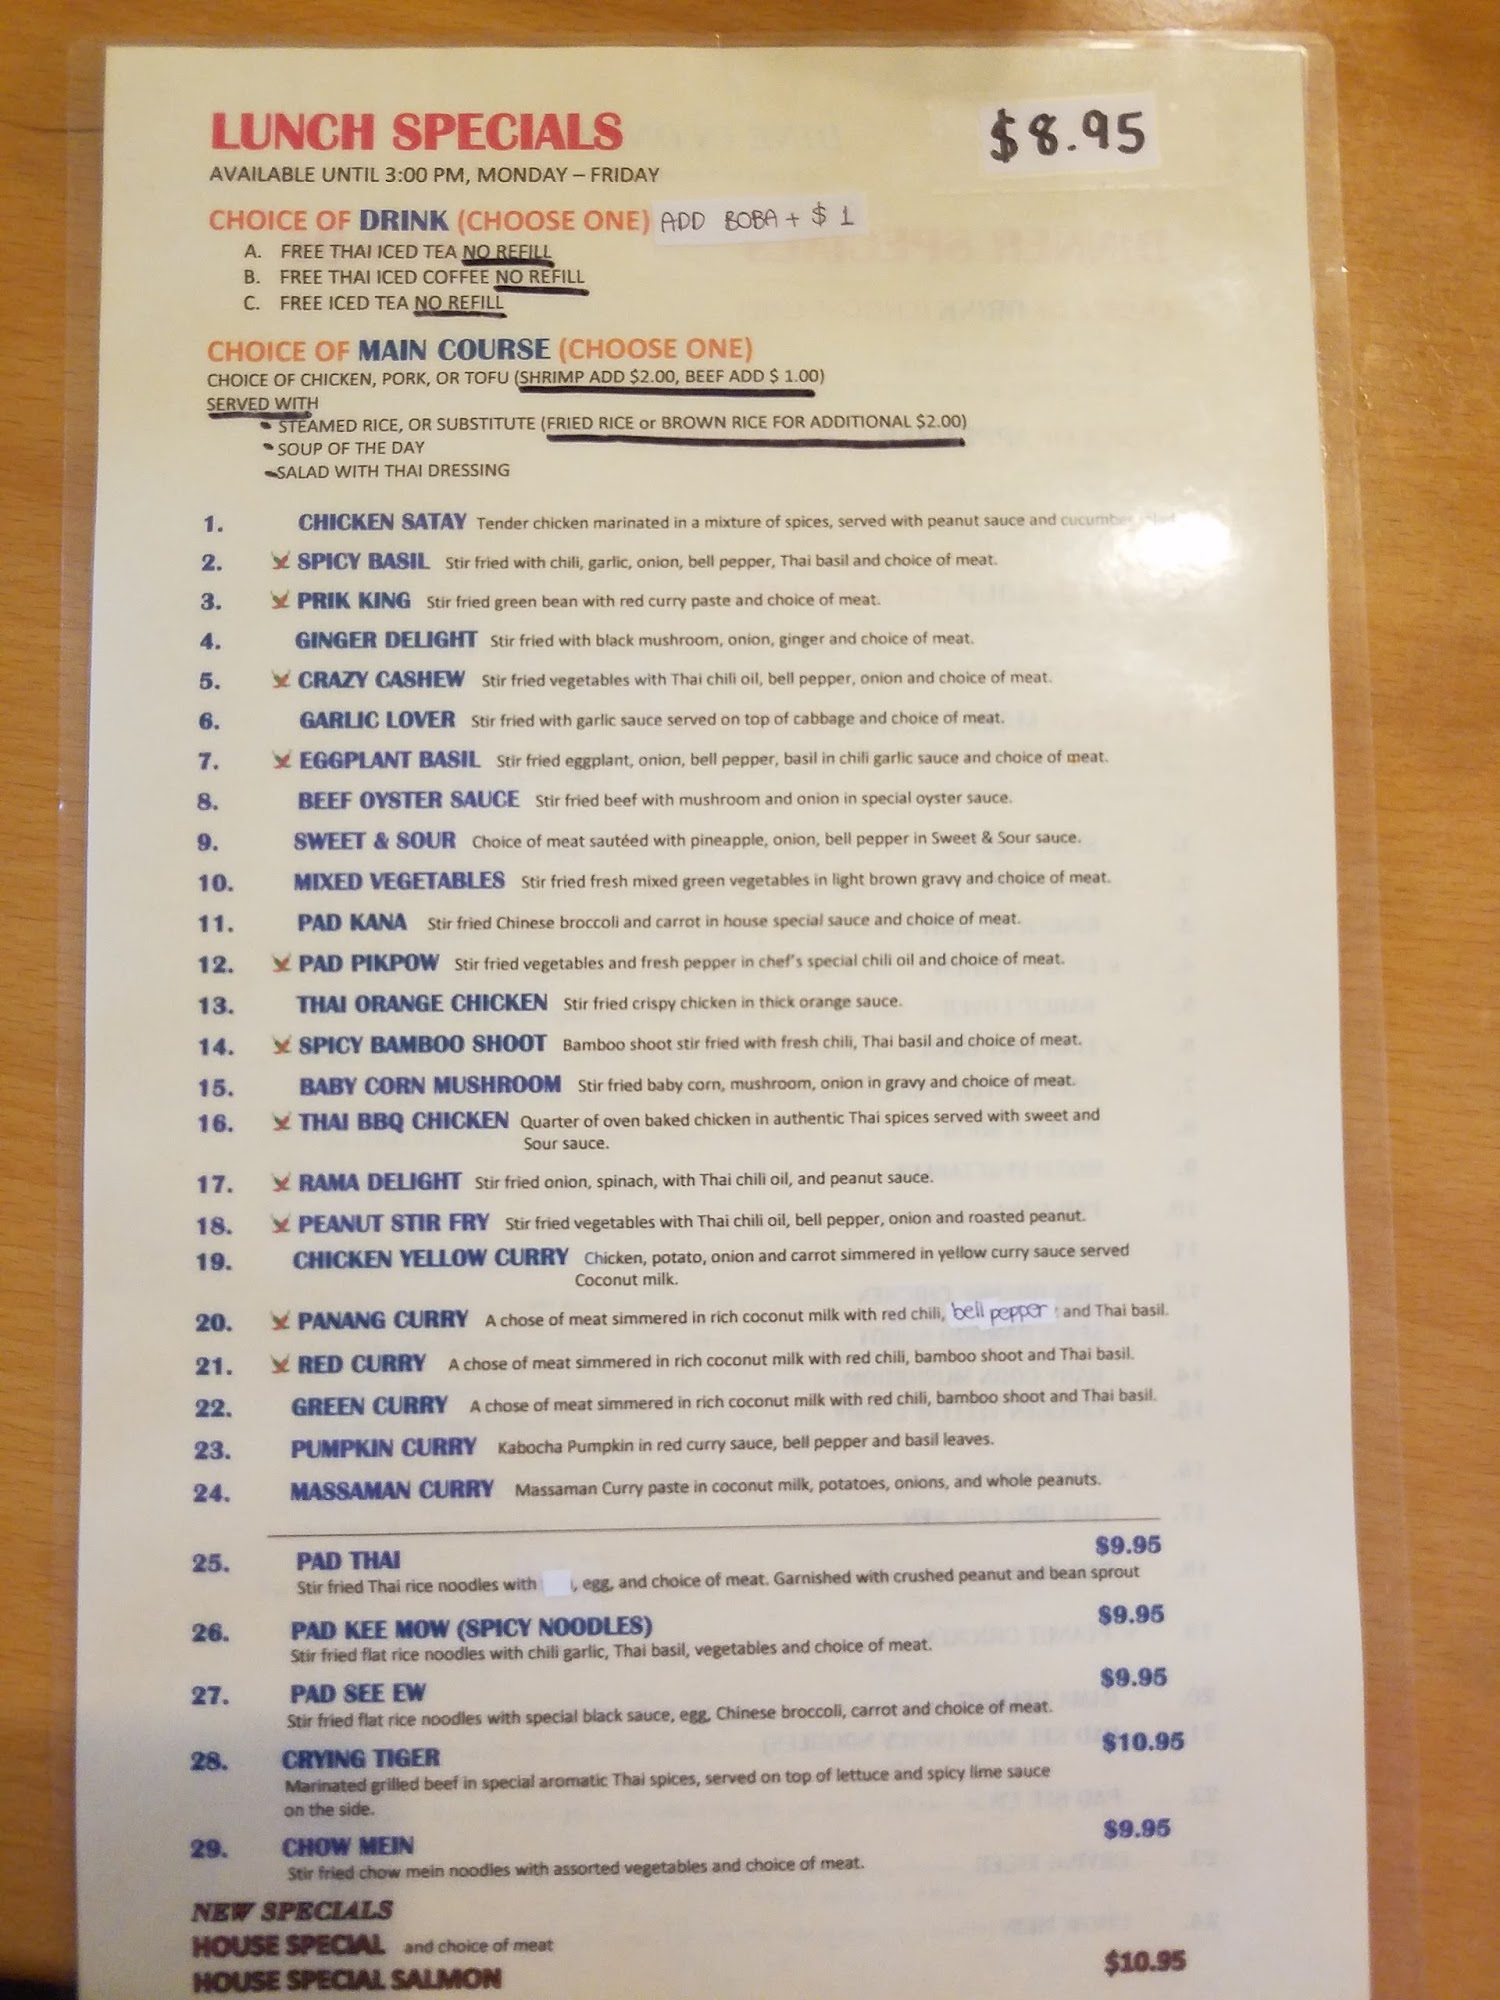 LUNCH SPECIALS $8.95
AVAILABLE UNTIL 3:00 PM, MONDAY – FRIDAY
CHOICE OF DRINK (CHOOSE ONE) ADD BOBA + $ 1
A. FREE THAI ICED TEA NO REFILL
B. FREE THAI ICED COFFEE NO REFILL
C. FREE ICED TEA NO REFILL
CHOICE OF MAIN COURSE (CHOOSE ONE)
CHOICE OF CHICKEN, PORK, OR TOFU (SHRIMP ADD $2.00, BEEF ADD $ 1.00)
SERVED WITH
STEAMED RICE, OR SUBSTITUTE (FRIED RICE or BROWN RICE FOR ADDITIONAL $2.00)
SOUP OF THE DAY
SALAD WITH THAI DRESSING
1. CHICKEN SATAY Tender chicken marinated in a mixture of spices, served with peanut sauce and cucumber
2. SPICY BASIL Stir fried with chili, garlic, onion, bell pepper, Thai basil and choice of meat.
3. PRIK KING Stir fried green bean with red curry paste and choice of meat.
4. GINGER DELIGHT Stir fried with black mushroom, onion, ginger and choice of meat.
5. CRAZY CASHEW Stir fried vegetables with Thai chili oil, bell pepper, onion and choice of meat.
6. GARLIC LOVER Stir fried with garlic sauce served on top of cabbage and choice of meat.
7. EGGPLANT BASIL Stir fried eggplant, onion, bell pepper, basil in chili garlic sauce and choice of meat.
8. BEEF OYSTER SAUCE Stir fried beef with mushroom and onion in special oyster sauce.
9. SWEET & SOUR Choice of meat sautéed with pineapple, onion, bell pepper in Sweet & Sour sauce.
10. MIXED VEGETABLES Stir fried fresh mixed green vegetables in light brown gravy and choice of meat.
11. PAD KANA Stir fried Chinese broccoli and carrot in house special sauce and choice of meat.
12. PAD PIKPOW Stir fried vegetables and fresh pepper in chef's special chili oil and choice of meat.
13. THAI ORANGE CHICKEN Stir fried crispy chicken in thick orange sauce.
14. SPICY BAMBOO SHOOT Bamboo shoot stir fried with fresh chili, Thai basil and choice of meat.
15. BABY CORN MUSHROOM Stir fried baby corn, mushroom, onion in gravy and choice of meat.
16. THAI BBQ CHICKEN Quarter of oven baked chicken in authentic Thai spices served with sweet and
Sour sauce.
17. RAMA DELIGHT Stir fried onion, spinach, with Thai chili oil, and peanut sauce.
18. PEANUT STIR FRY Stir fried vegetables with Thai chili oil, bell pepper, onion and roasted peanut.
19. CHICKEN YELLOW CURRY Chicken, potato, onion and carrot simmered in yellow curry sauce served
Coconut milk.
20. PANANG CURRY A chose of meat simmered in rich coconut milk with red chili, bell pepper and Thai basil.
21. RED CURRY A chose of meat simmered in rich coconut milk with red chili, bamboo shoot and Thai basil.
22. GREEN CURRY A chose of meat simmered in rich coconut milk with red chili, bamboo shoot and Thai basil.
23. PUMPKIN CURRY Kabocha Pumpkin in red curry sauce, bell pepper and basil leaves.
24. MASSAMAN CURRY Massaman Curry paste in coconut milk, potatoes, onions, and whole peanuts.
25. PAD THAI $9.95
Stir fried Thai rice noodles with , egg, and choice of meat. Garnished with crushed peanut and bean sprout
26. PAD KEE MOW (SPICY NOODLES) $9.95
Stir fried flat rice noodles with chili garlic, Thai basil, vegetables and choice of meat.
27. PAD SEE EW $9.95
Stir fried flat rice noodles with special black sauce, egg, Chinese broccoli, carrot and choice of meat.
28. CRYING TIGER $10.95
Marinated grilled beef in special aromatic Thai spices, served on top of lettuce and spicy lime sauce
on the side.
29. CHOW MEIN $9.95
Stir fried chow mein noodles with assorted vegetables and choice of meat.
NEW SPECIALS
HOUSE SPECIAL and choice of meat
HOUSE SPECIAL SALMON $10.95